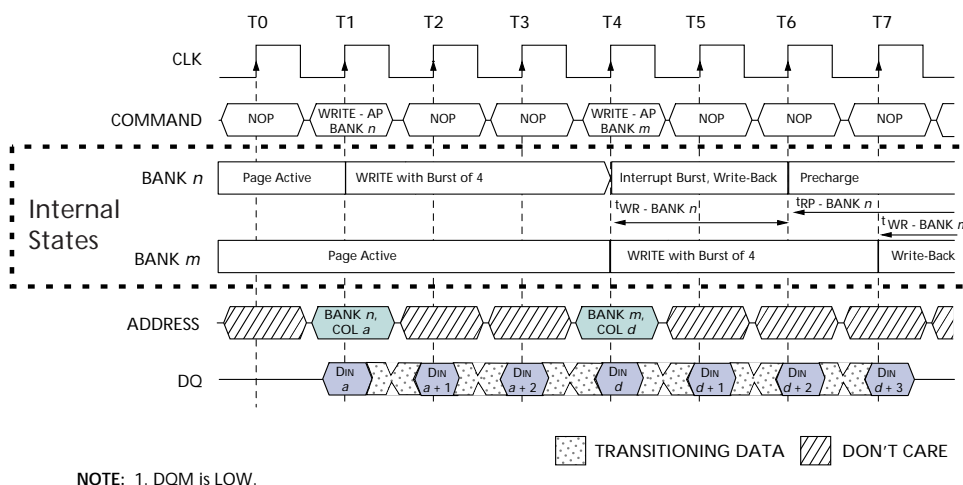 T0 T1 T2 T3 T4 T5 T6 T7
CLK
COMMAND NOP WRITE - AP BANK n NOP NOP WRITE - AP BANK m NOP NOP NOP
Internal States
BANK n Page Active WRITE with Burst of 4 Interrupt Burst, Write-Back Precharge
tWR - BANK n tRP - BANK n
tWR - BANK
BANK m Page Active WRITE with Burst of 4 Write-Back
ADDRESS BANK n, COL a BANK m, COL d
DQ DIN a DIN a + 1 DIN a + 2 DIN d DIN d + 1 DIN d + 2 DIN d + 3
TRANSITIONING DATA DON'T CARE
NOTE: 1. DQM is LOW.